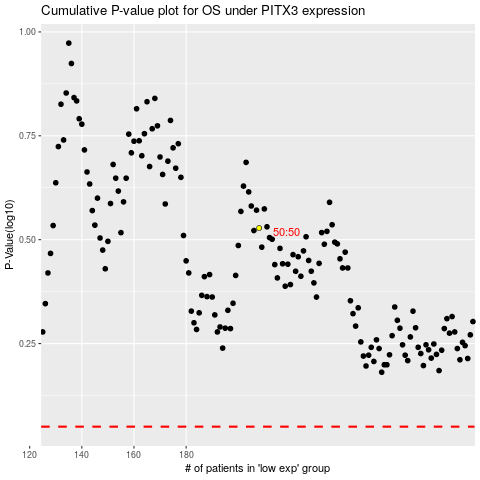 Cumulative P-value plot for OS under PITX3 expression
1.00
0.75
0.50
0.25
P-Value(log10)
50:50
120 140 160 180
# of patients in 'low exp' group